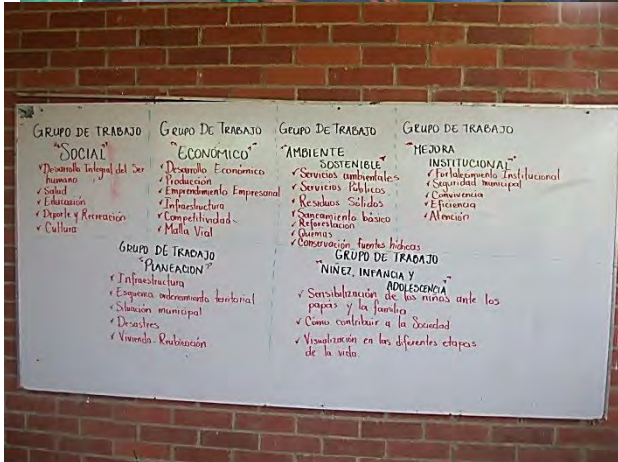 GRUPO DE TRABAJO
"SOCIAL"
✓ Desarrollo Integral del Ser
humano
✓ Salud
✓ Educación
✓ Deporte y Recreación
✓ Cultura
GRUPO DE TRABAJO
"ECONÓMICO"
✓ Desarrollo Económico
✓ Producción
✓ Emprendimiento Empresarial
✓ Infraestructura
✓ Competitividad
✓ Malla Vial
GRUPO DE TRABAJO
"AMBIENTE
SOSTENIBLE"
✓ Servicios ambientales
✓ Servicios Públicos
✓ Residuos Sólidos
✓ Saneamiento básico
✓ Reforestación
✓ Quemas
✓ Conservación fuentes hídricas
GRUPO DE TRABAJO
"MEJORA
INSTITUCIONAL"
✓ Fortalecimiento Institucional
✓ Seguridad municipal
✓ Convivencia
✓ Eficiencia
✓ Atención
GRUPO DE TRABAJO
"PLANEACION"
✓ Infraestructura
✓ Esquema ordenamiento territorial
✓ Situación municipal
✓ Desastres
✓ Vivienda - Reubicación
GRUPO DE TRABAJO
"NIÑEZ, INFANCIA Y
ADOLESCENCIA"
✓ Sensibilización de los niños ante los
papás y la familia
✓ Cómo contribuir a la Sociedad
✓ Visualización en las diferentes etapas
de la vida.